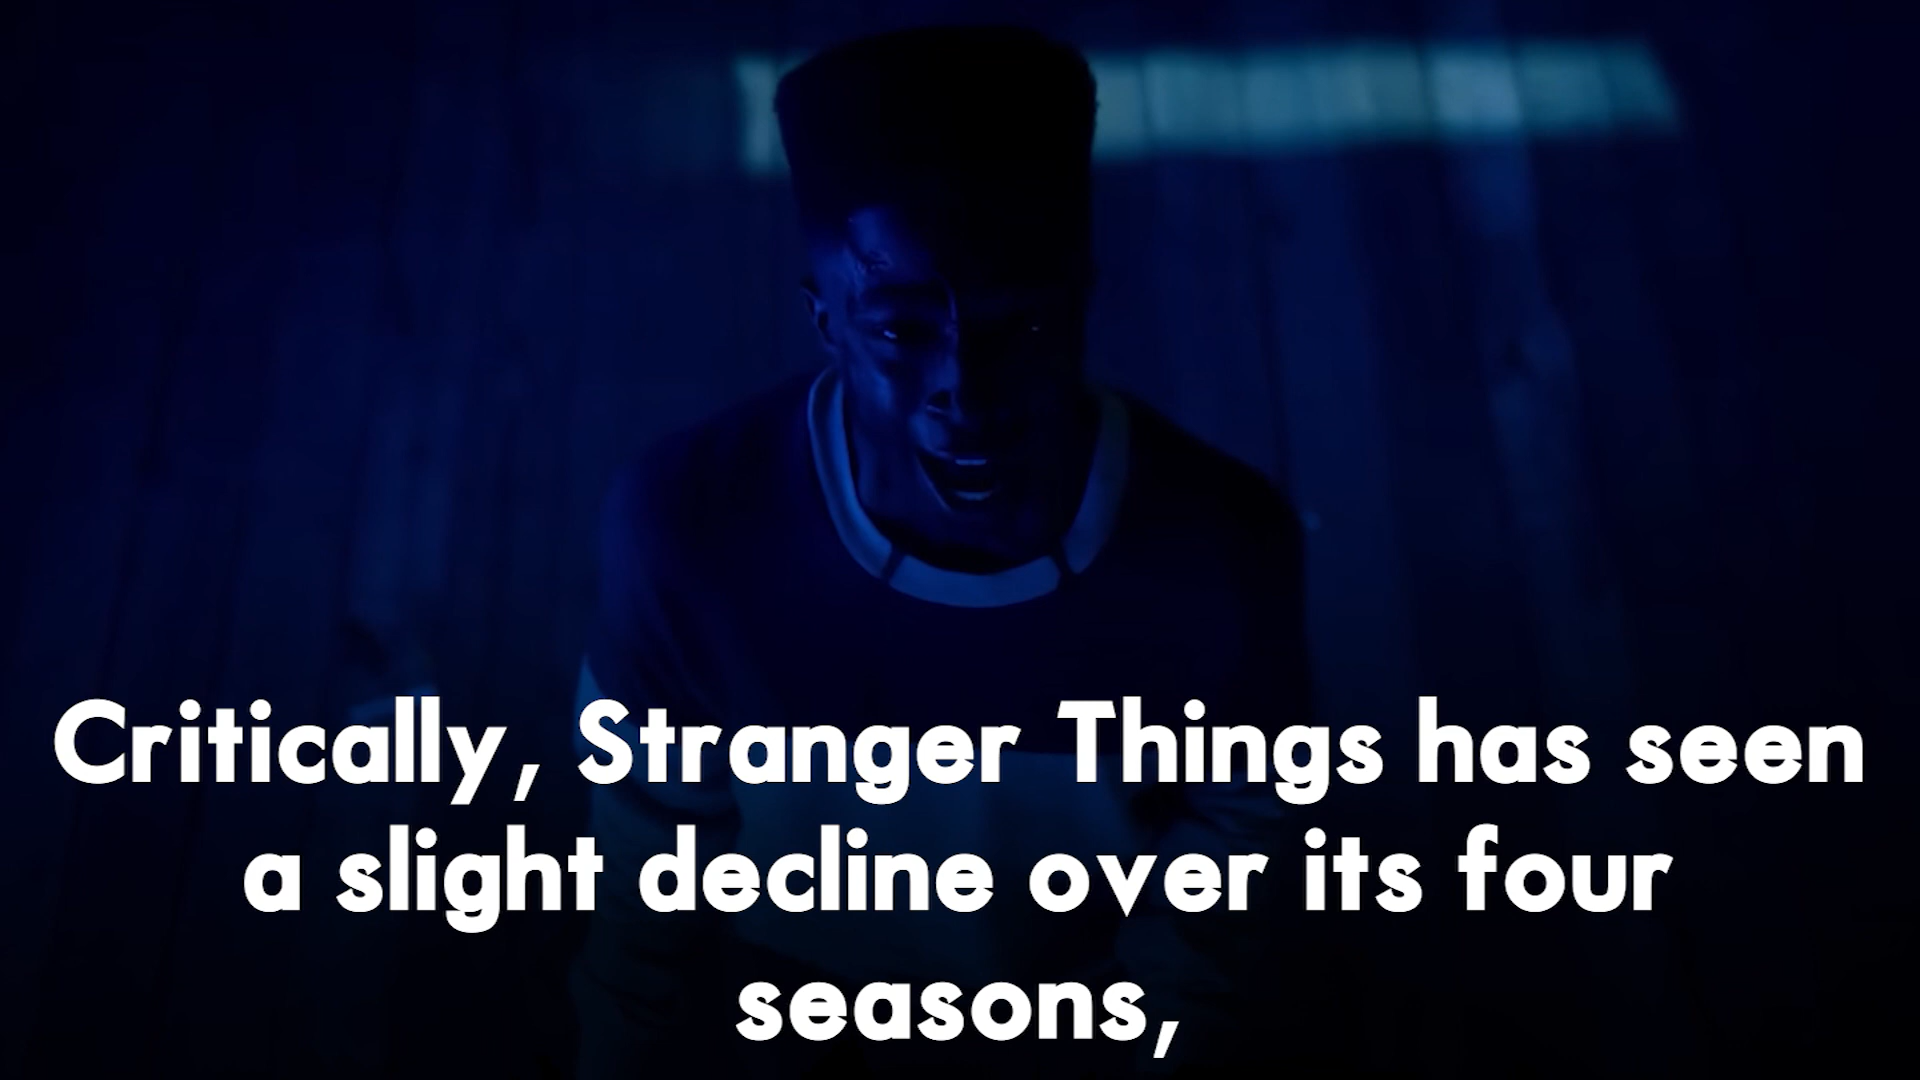 Critically, Stranger Things has seen
a slight decline over its four
seasons,